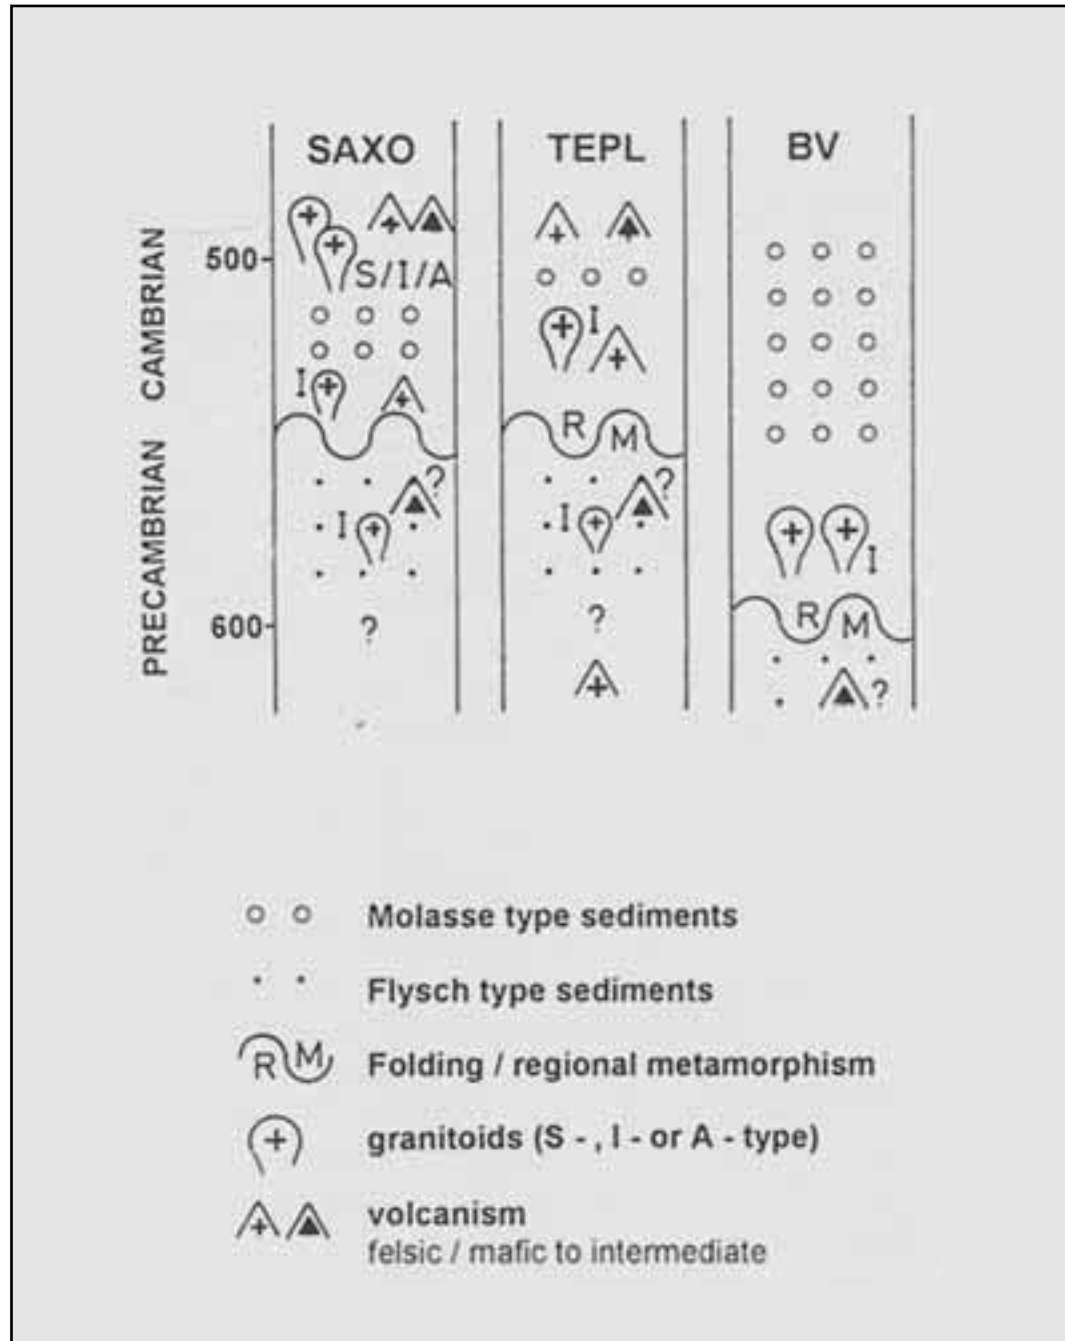 SAXO TEPL BV
CAMBRIAN
500-
S/I/A
I
I
R M
?
I
?
I
I
PRECAMBRIAN
600-
?
?
R M
?
Molasse type sediments
Flysch type sediments
R M Folding / regional metamorphism
granitoids (S - , I - or A - type)
volcanism
felsic / mafic to intermediate